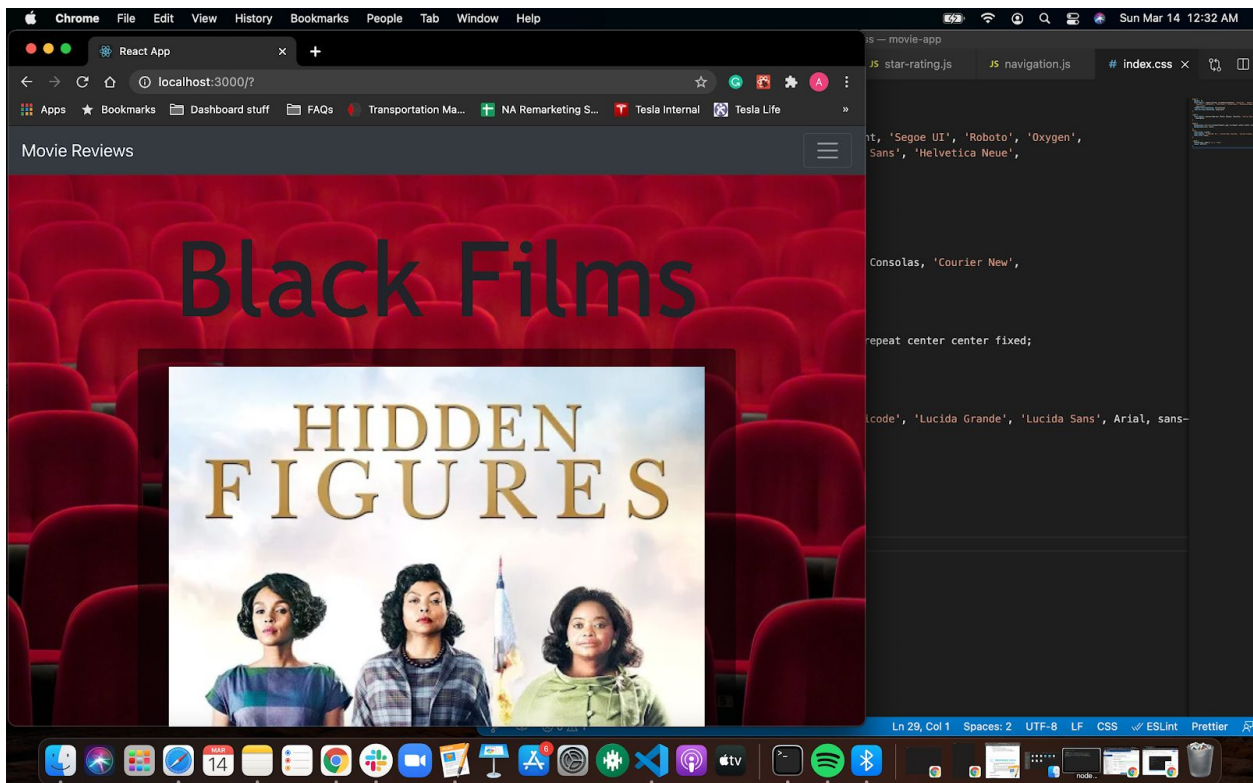 Chrome File Edit View History Bookmarks People Tab Window Help Sun Mar 14 12:32 AM
React App
ss — movie-app
JS star-rating.js JS navigation.js # index.css
localhost:3000/?
A
Apps Bookmarks Dashboard stuff FAQs Transportation Ma... NA Remarketing S... Tesla Internal Tesla Life »
Movie Reviews
nt, 'Segoe UI', 'Roboto', 'Oxygen',
Sans', 'Helvetica Neue',
Black Films
Consolas, 'Courier New',
repeat center center fixed;
icode', 'Lucida Grande', 'Lucida Sans', Arial, sans-
HIDDEN
FIGURES
Ln 29, Col 1 Spaces: 2 UTF-8 LF CSS ESLint Prettier
MAR
14
6
tv
node...